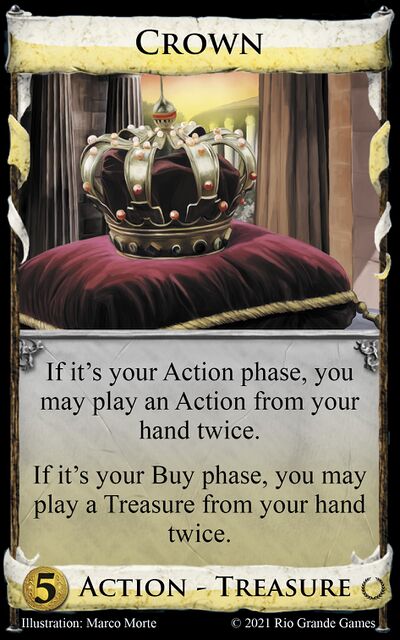 CROWN
If it's your Action phase, you
may play an Action from your
hand twice.
If it's your Buy phase, you may
play a Treasure from your hand
twice.
5 ACTION - TREASURE
Illustration: Marco Morte © 2021 Rio Grande Games